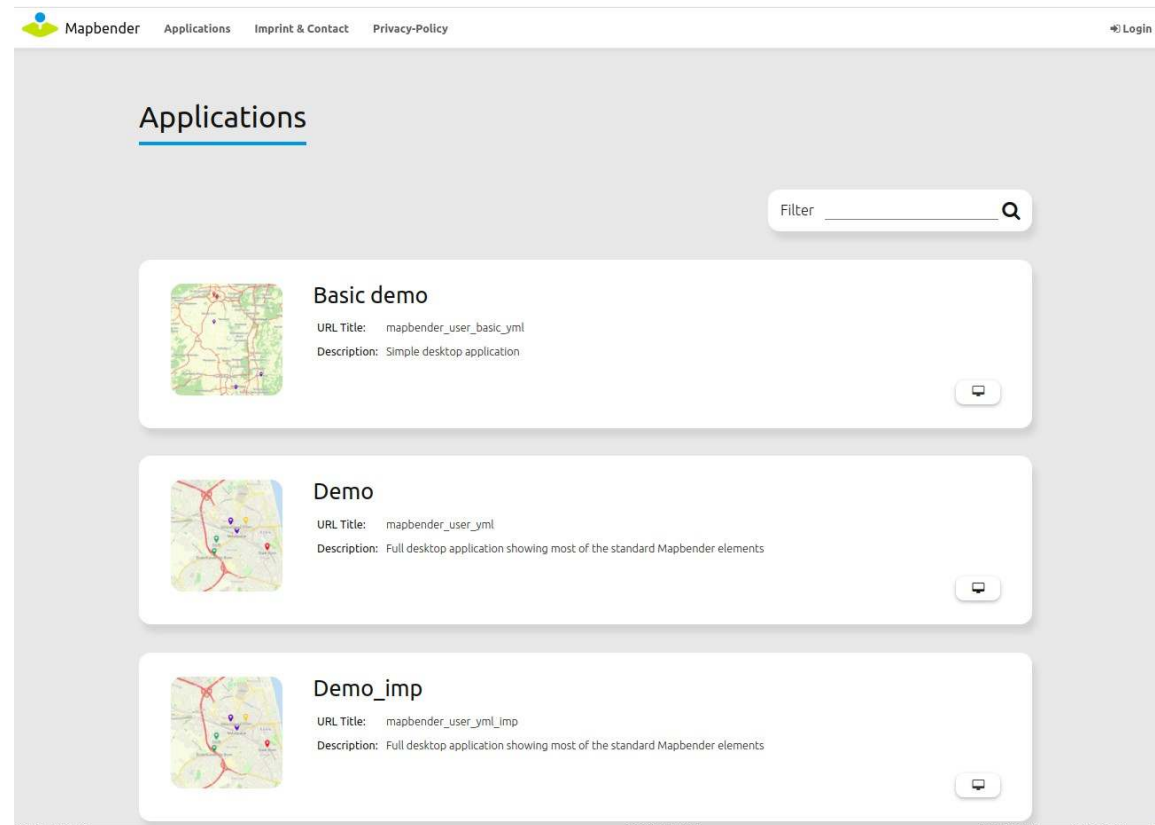 Mapbender Applications Imprint & Contact Privacy-Policy Login
Applications
Filter
Basic demo
URL Title: mapbender_user_basic_yml
Description: Simple desktop application
Demo
URL Title: mapbender_user_yml
Description: Full desktop application showing most of the standard Mapbender elements
Demo_imp
URL Title: mapbender_user_yml_imp
Description: Full desktop application showing most of the standard Mapbender elements